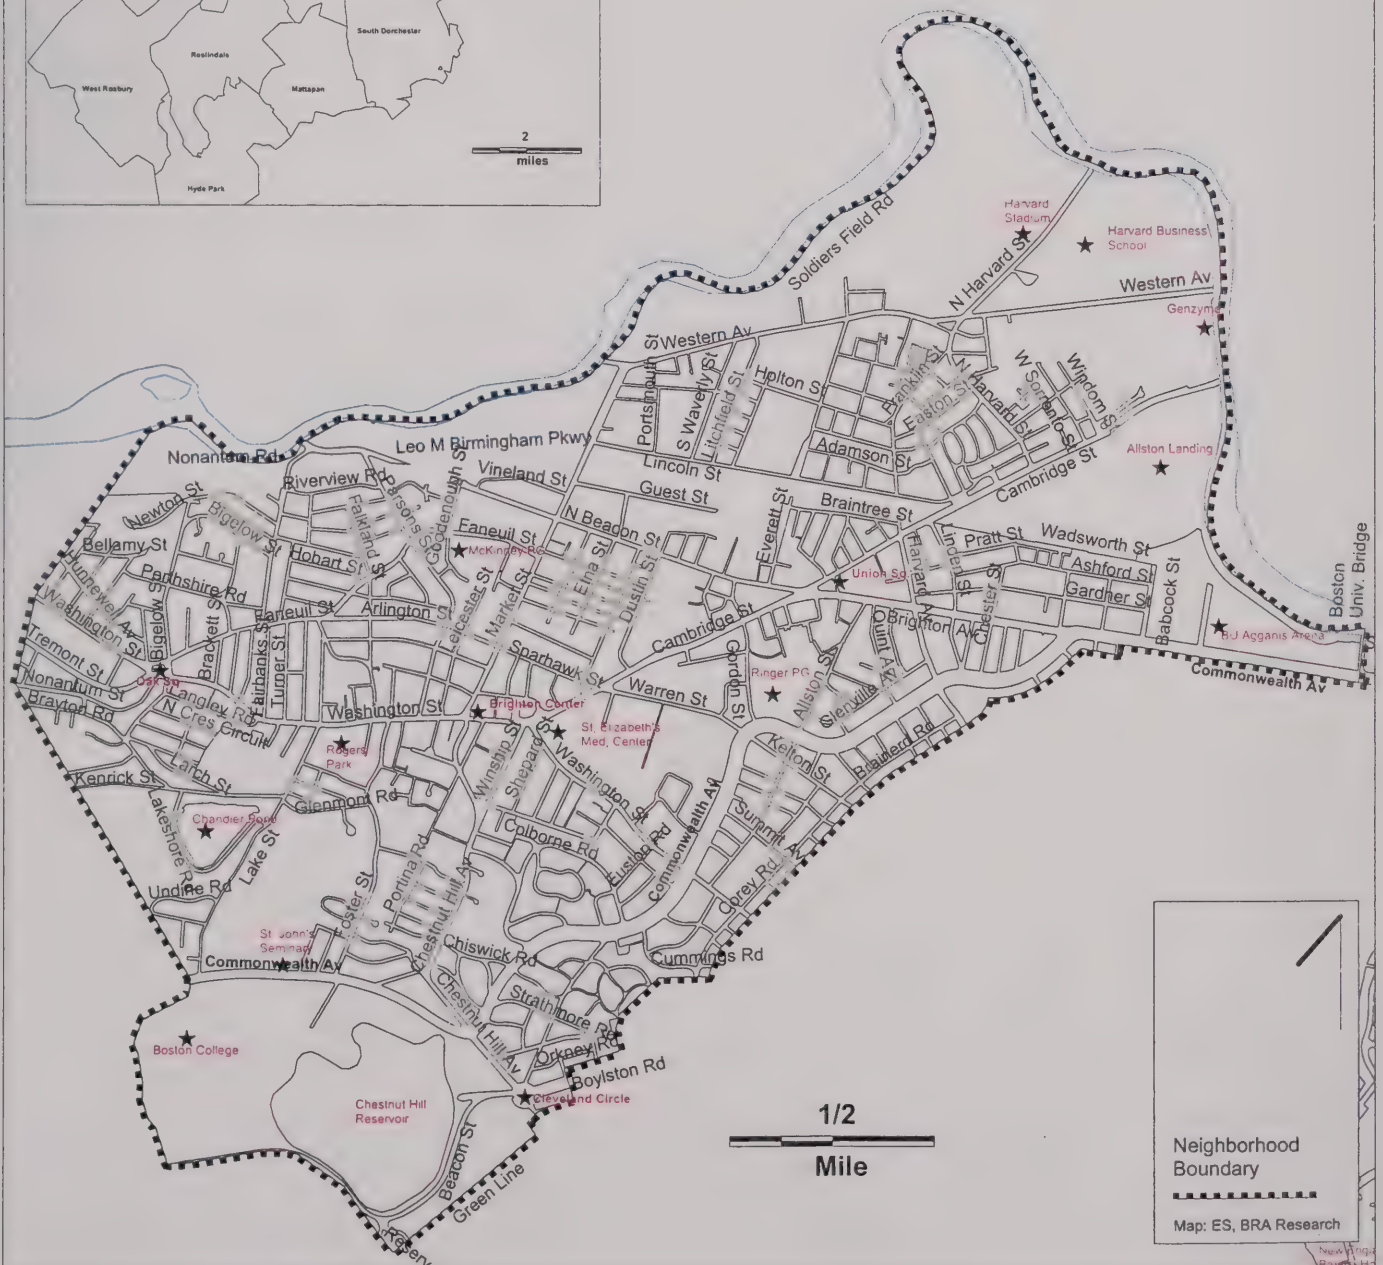 South Dorchester
Roslindale
West Roxbury
Mattapan
2
miles
Hyde Park
Soldiers Field Rd
Harvard
Stadium
Harvard Business
School
N Harvard St
Western Av
Genzyme
Western Av
Portsmouth St
S Waverly St
Litchfield St
Holton St
Franklin St
Easton St
N Harvard St
W Sorrento St
Windom St
Leo M Birmingham Pkwy
Nonantum Rd
Adamson St
Allston Landing
Lincoln St
Cambridge St
Riverview Rd
Parsons St
Goodenough St
Vineland St
Guest St
Newton St
Bigelow St
Falkland St
Everett St
Braintree St
Faneuil St
N Beacon St
Linden St
Pratt St
Wadsworth St
Bellamy St
Hobart St
McKinney PG
Etna St
Dustin St
Union Sq
Harvard Av
Ashford St
Boston
Univ. Bridge
Tunnewell Av
Perthshire Rd
Gardner St
Washington St
Bigelow St
Brackett St
Faneuil St
Arlington St
Leicester St
Market St
Cambridge St
Quint Av
Brighton Av
Chester St
Babcock St
BU Agganis Arena
Tremont St
Fairbanks St
Turner St
Sparhawk St
Gordon St
Ringer PG
Allston St
Glenville Av
Commonwealth Av
Oak Sq
Nonantum St
Langley Rd
Warren St
Brayton Rd
N Cres Circuit
Washington St
Brighton Center
St. Elizabeth's
Med. Center
Rogers
Park
Winship St
Shepard St
Washington St
Kelton St
Brainerd Rd
Kenrick St
Larch St
Glenmont Rd
Lakeshore Rd
Chandler Pond
Lake St
Colborne Rd
Euston Rd
Commonwealth Av
Summit Av
Corey Rd
Undine Rd
Foster St
Portina Rd
Chestnut Hill Av
St. John's
Seminary
Commonwealth Av
Chiswick Rd
Cummings Rd
Chestnut Hill Av
Strathmore Rd
Boston College
Orkney Rd
Boylston Rd
Chestnut Hill
Reservoir
Cleveland Circle
Beacon St
Green Line
1/2
Mile
Neighborhood
Boundary
Map: ES, BRA Research